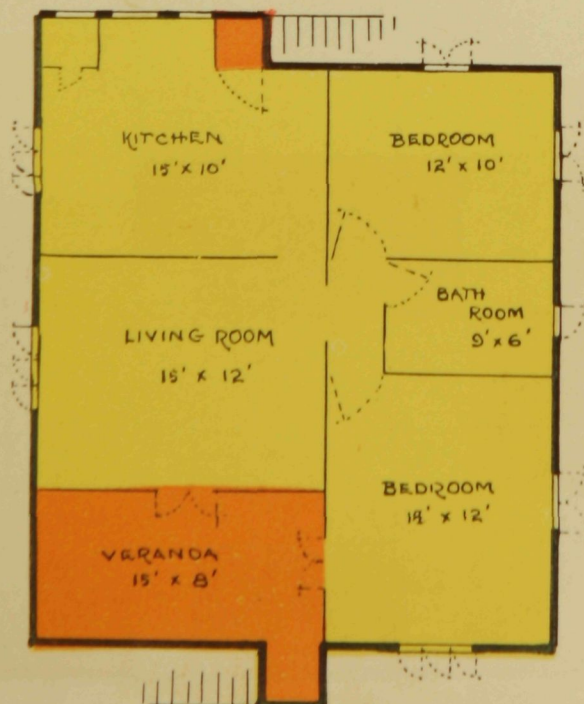 KITCHEN
15' x 10'
BEDROOM
12' x 10'
BATH
ROOM
9' x 6'
LIVING ROOM
15' x 12'
BEDROOM
14' x 12'
VERANDA
15' x 8'